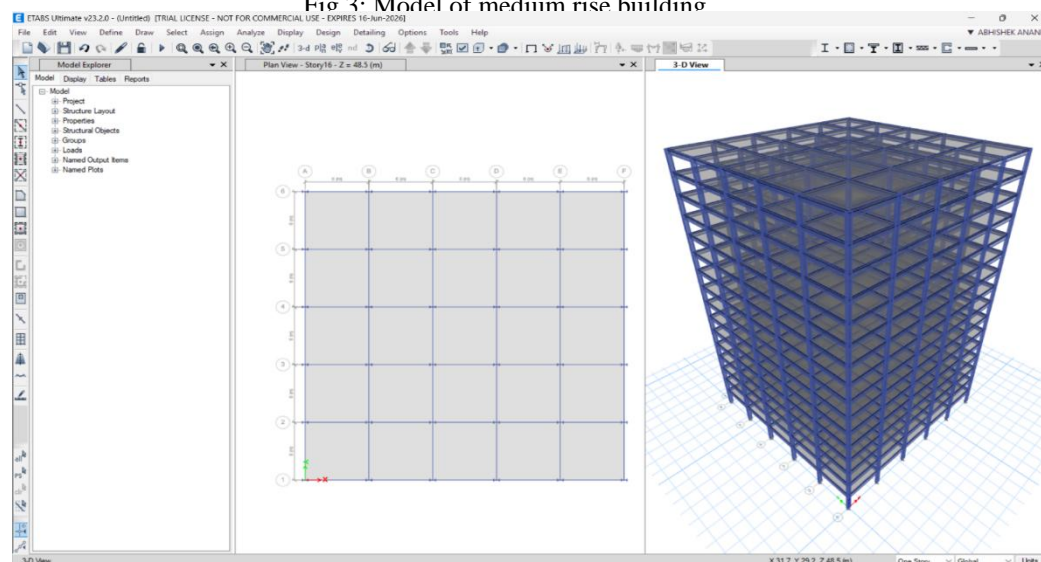 Fig 3: Model of medium rise building
ETABS Ultimate v23.2.0 - (Untitled) [TRIAL LICENSE - NOT FOR COMMERCIAL USE - EXPIRES 16-Jun-2026]
File Edit View Define Draw Select Assign Analyze Display Design Detailing Options Tools Help
ABHISHEK ANAND
3-d nd
Model Explorer
Model Display Tables Reports
Model
Project
Structure Layout
Properties
Structural Objects
Groups
Loads
Named Output Items
Named Plots
Plan View - Story16 - Z = 48.5 (m)
A B C D E F
6
5
4
3
2
1
X
3-D View
3-D View
X 31.7 Y 29.2 Z 48.5 (m) One Story Global Units